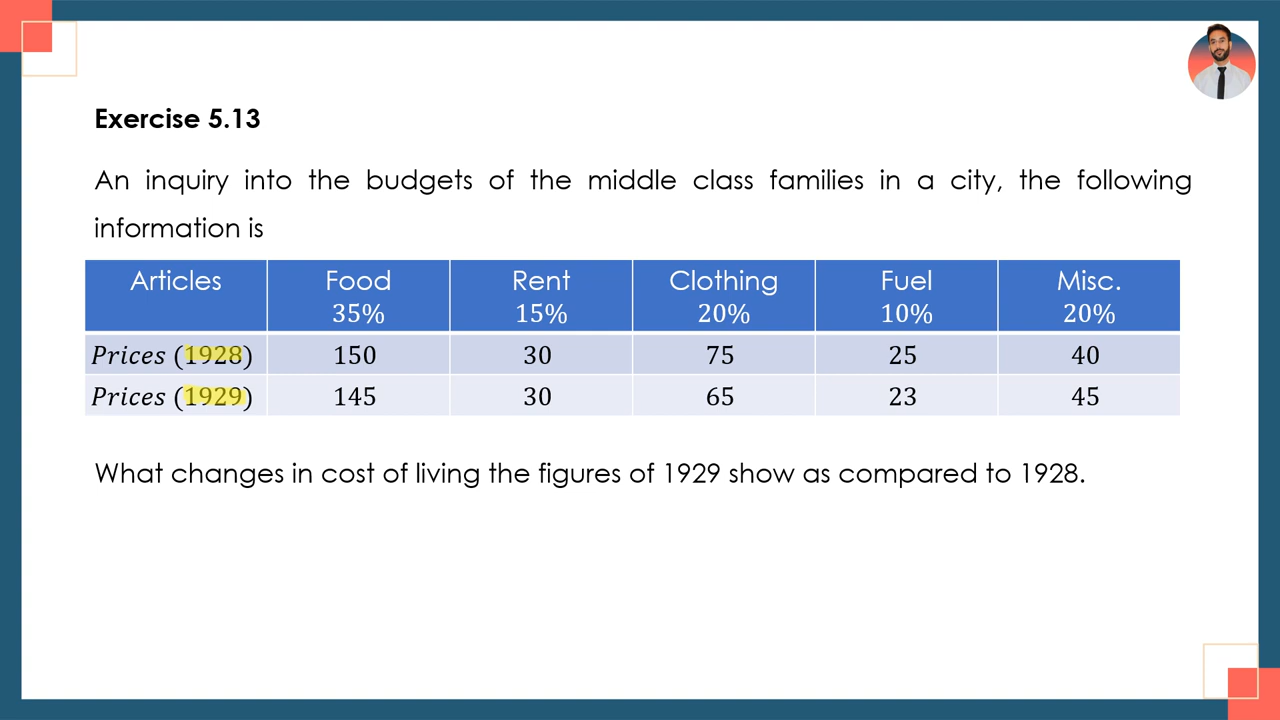 Exercise 5.13
An inquiry into the budgets of the middle class families in a city, the following
information is
Articles Food Rent Clothing Fuel Misc.
35% 15% 20% 10% 20%
Prices (1928) 150 30 75 25 40
Prices (1929) 145 30 65 23 45
What changes in cost of living the figures of 1929 show as compared to 1928.